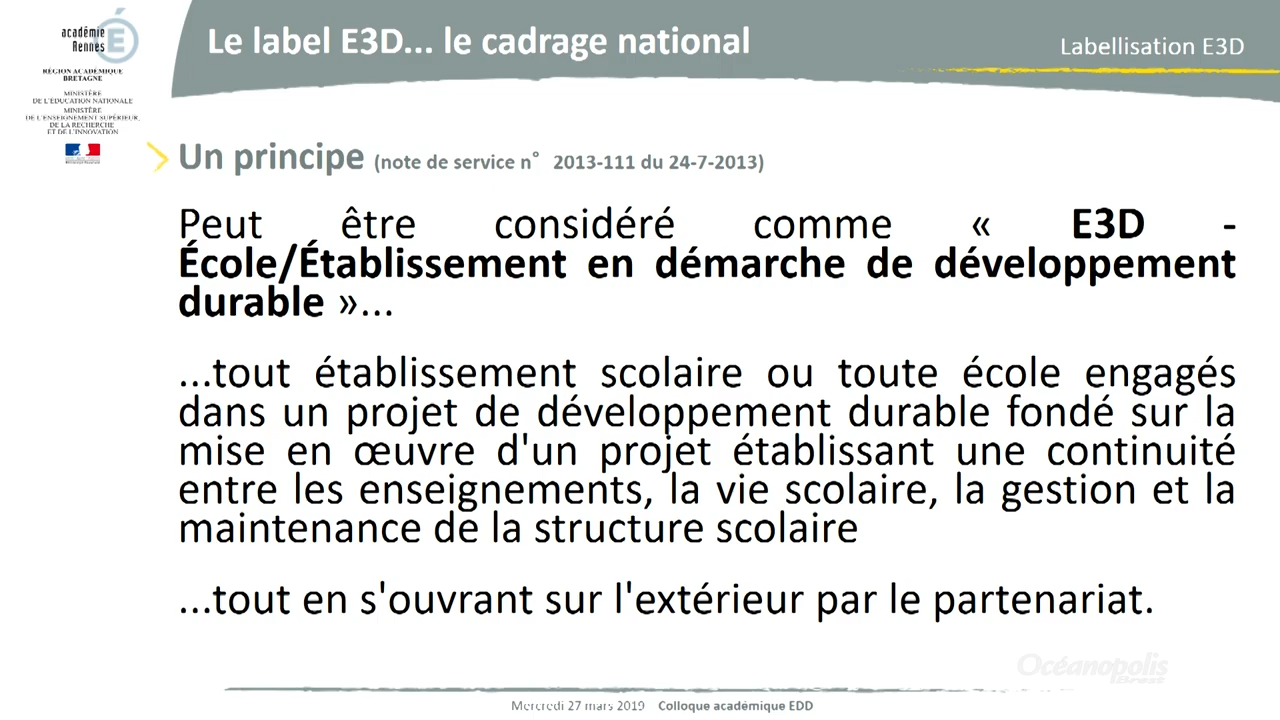 académie
Rennes
É
RÉGION ACADÉMIQUE
BRETAGNE
MINISTÈRE
DE L'ÉDUCATION NATIONALE
MINISTÈRE
DE L'ENSEIGNEMENT SUPÉRIEUR,
DE LA RECHERCHE
ET DE L'INNOVATION
Le label E3D... le cadrage national
Labellisation E3D
Un principe (note de service n° 2013-111 du 24-7-2013)
Peut être considéré comme « E3D -
École/Établissement en démarche de développement
durable »...
...tout établissement scolaire ou toute école engagés
dans un projet de développement durable fondé sur la
mise en œuvre d'un projet établissant une continuité
entre les enseignements, la vie scolaire, la gestion et la
maintenance de la structure scolaire
...tout en s'ouvrant sur l'extérieur par le partenariat.
Océanopolis
Brest
Mercredi 27 mars 2019 Colloque académique EDD